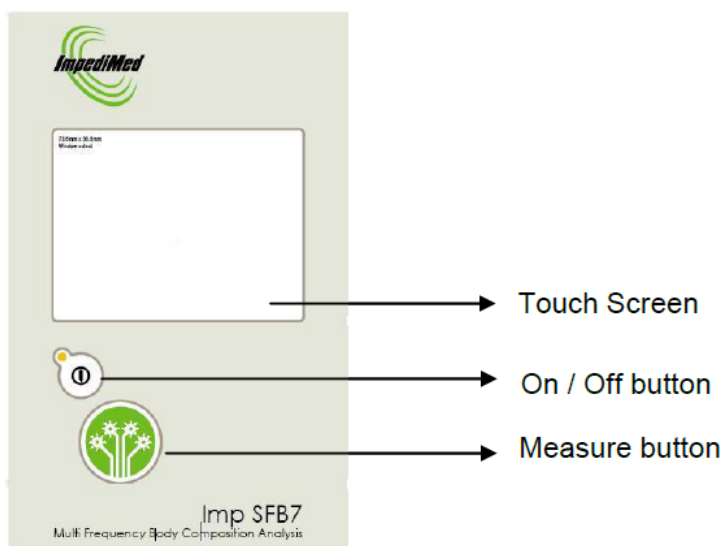 ImpediMed
Touch Screen
On / Off button
Measure button
Imp SFB7
Multi Frequency Body Composition Analysis